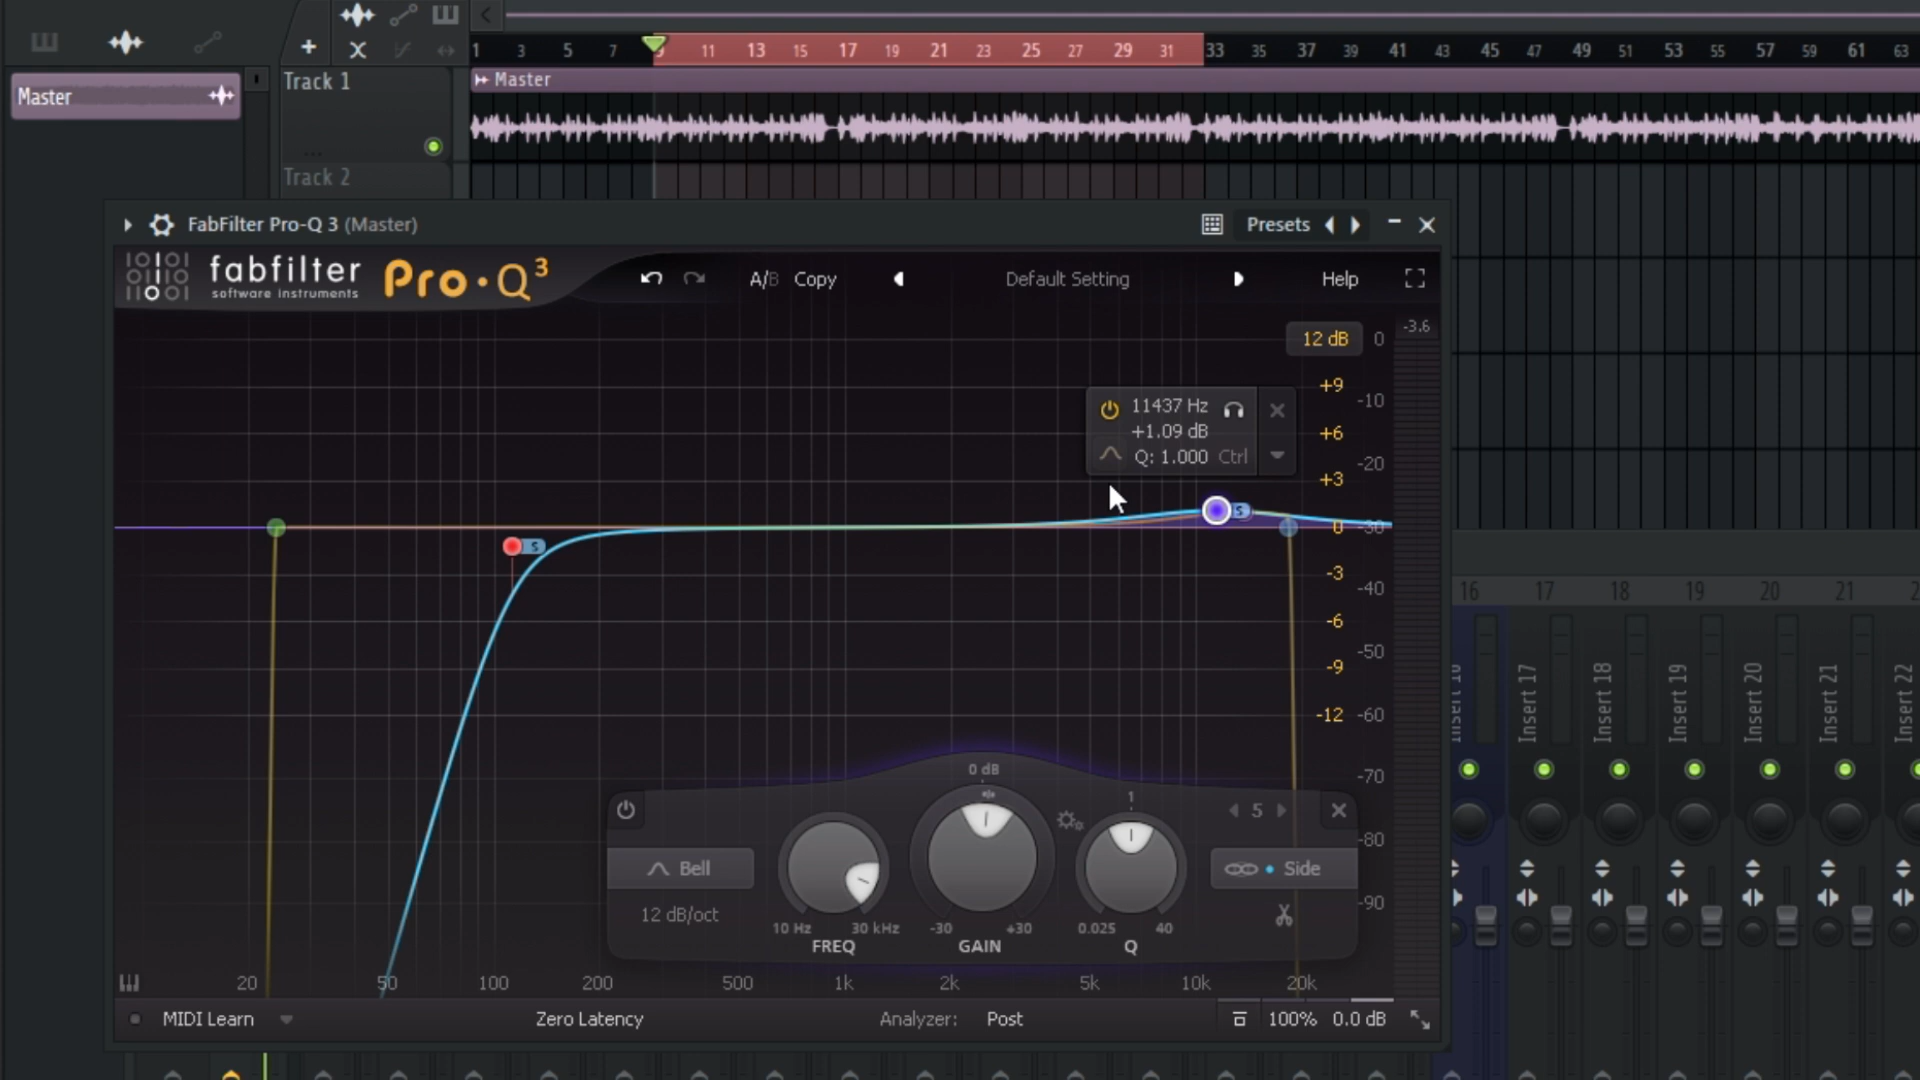 1 3 5 7 9 11 13 15 17 19 21 23 25 27 29 31 33 35 37 39 41 43 45 47 49 51 53 55 57 59 61 63
Master
Track 1
Master
Track 2
FabFilter Pro-Q 3 (Master)
Presets
fabfilter
software instruments
Pro·Q3
A/B Copy
Default Setting
Help
12 dB 0 -3.6
+9 -10
11437 Hz
+1.09 dB
Q: 1.000 Ctrl
+6
-20
+3
S
0 -30
S
-3 -40
-6
-50
-9
-12 -60
-70
-80
-90
0 dB
1
5
Bell
Side
12 dB/oct
10 Hz 30 kHz
FREQ
-30 +30
GAIN
0.025 40
Q
20 50 100 200 500 1k 2k 5k 10k 20k
MIDI Learn
Zero Latency
Analyzer: Post
100% 0.0 dB
16 17 18 19 20 21
Insert 16
Insert 17
Insert 18
Insert 19
Insert 20
Insert 21
Insert 22